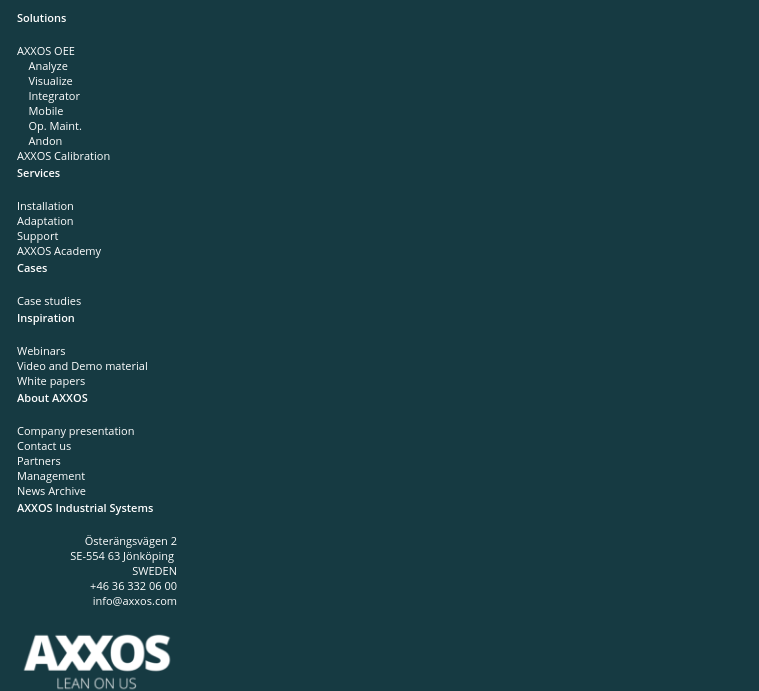 Solutions
AXXOS OEE
Analyze
Visualize
Integrator
Mobile
Op. Maint.
Andon
AXXOS Calibration
Services
Installation
Adaptation
Support
AXXOS Academy
Cases
Case studies
Inspiration
Webinars
Video and Demo material
White papers
About AXXOS
Company presentation
Contact us
Partners
Management
News Archive
AXXOS Industrial Systems
Österängsvägen 2
SE-554 63 Jönköping
SWEDEN
+46 36 332 06 00
info@axxos.com
AXXOS
LEAN ON US